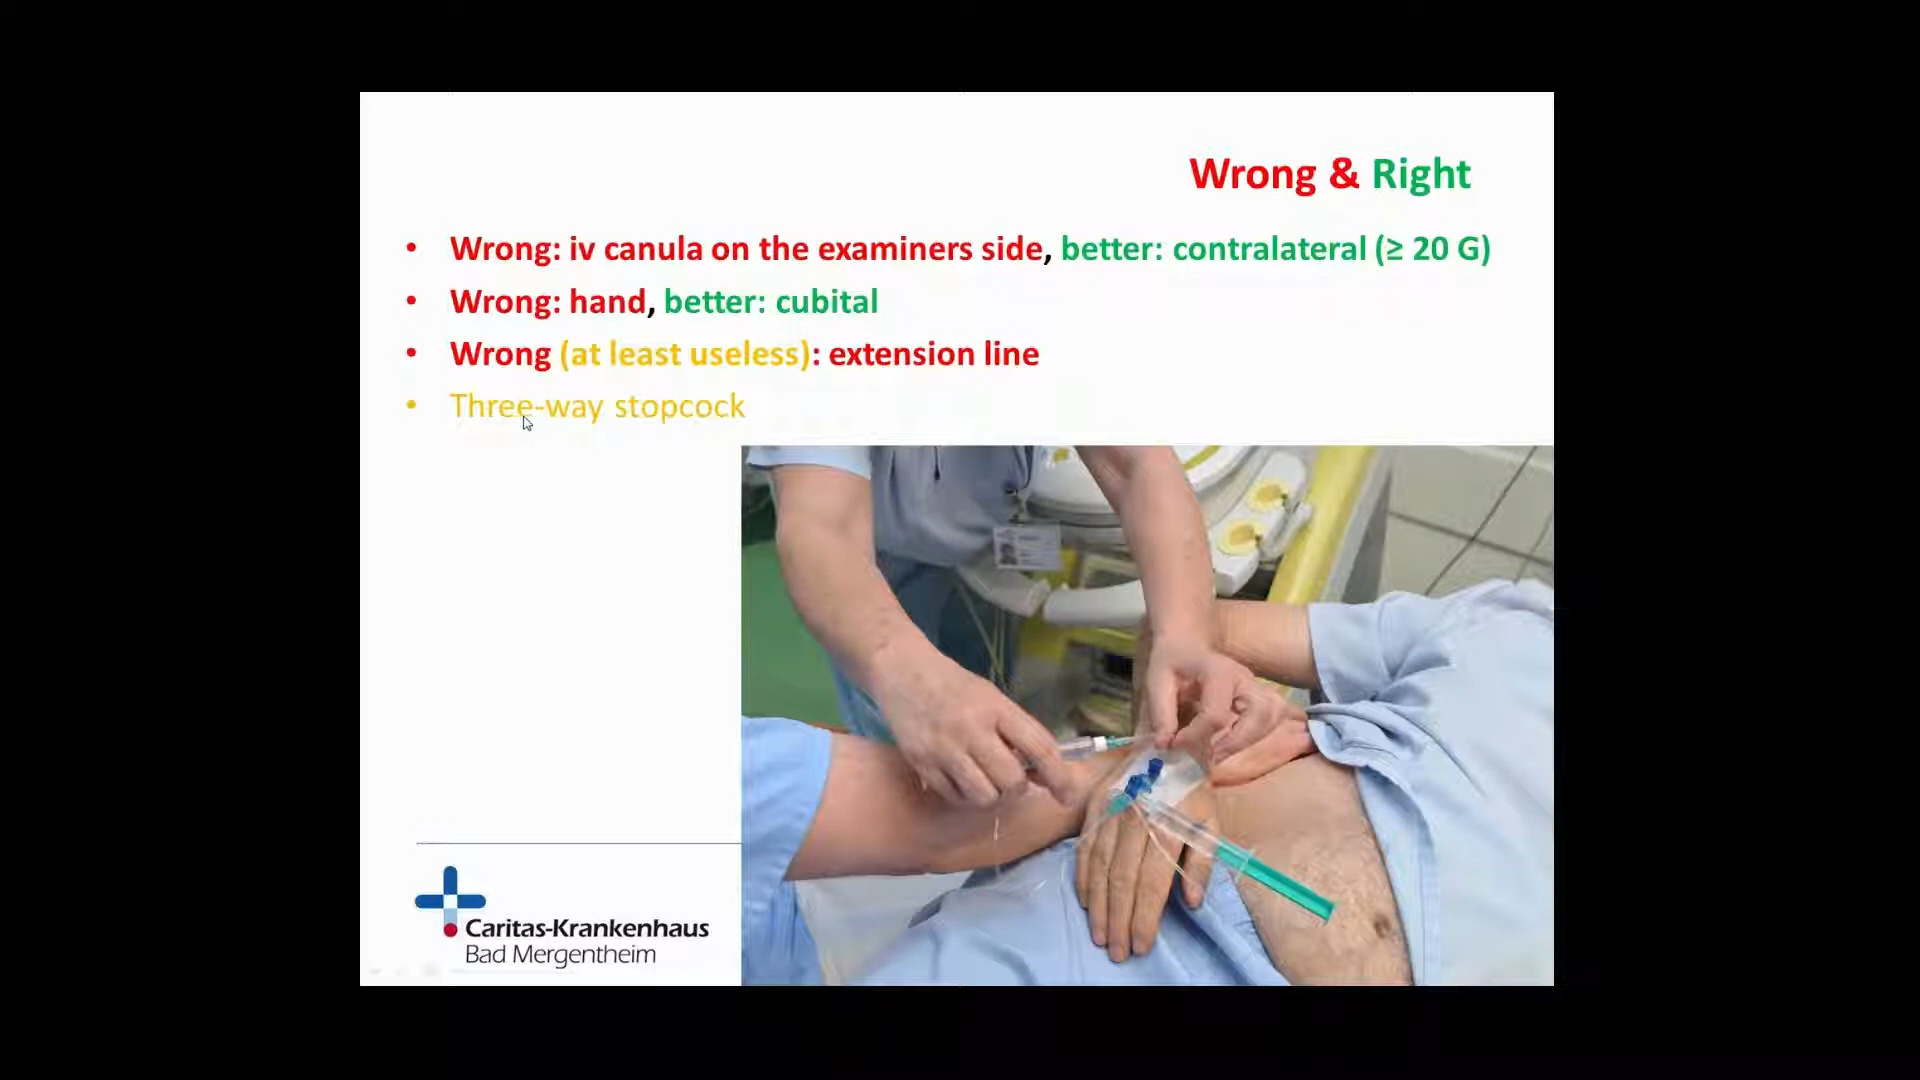 Wrong & Right
• Wrong: iv canula on the examiners side, better: contralateral (≥ 20 G)
• Wrong: hand, better: cubital
• Wrong (at least useless): extension line
• Three-way stopcock
Caritas-Krankenhaus
Bad Mergentheim